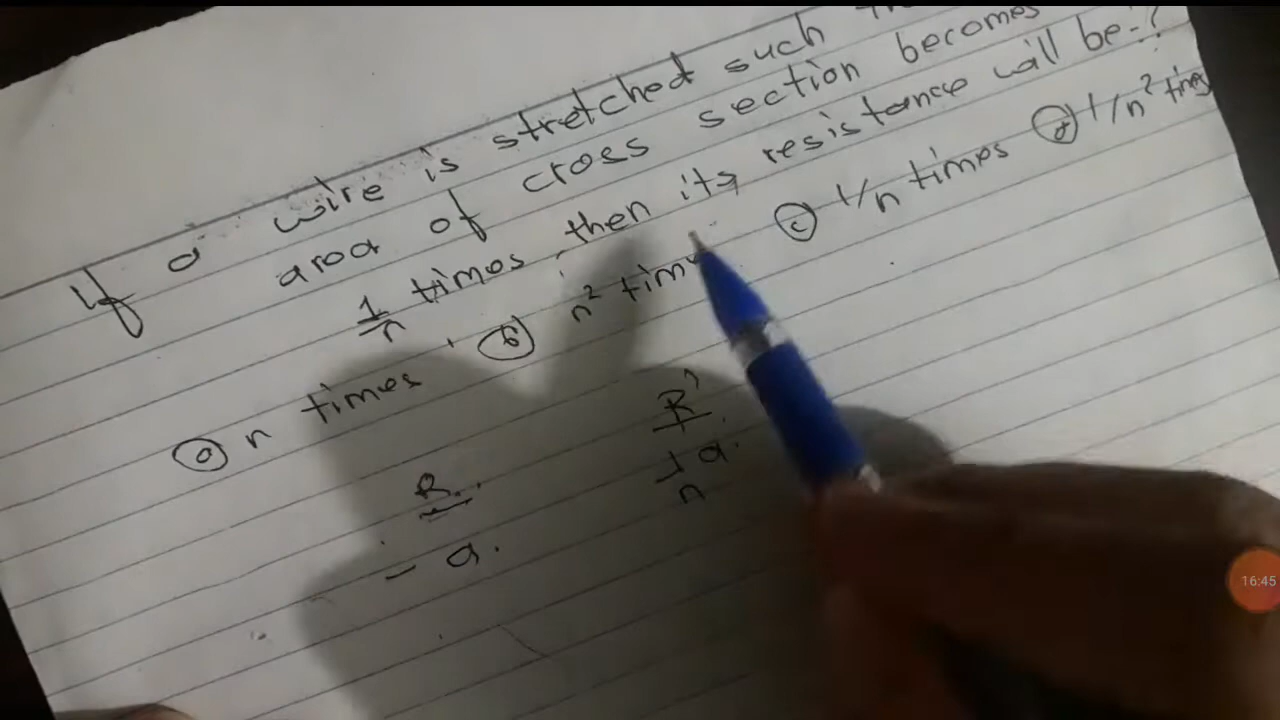 If a wire is stretched such
area of cross section becomes
1/n times then its resistance will be-?
ⓐ n times ⓑ n² tim ⓒ 1/n times ⓓ 1/n² times
R R'
a. 1/n a.
16:45